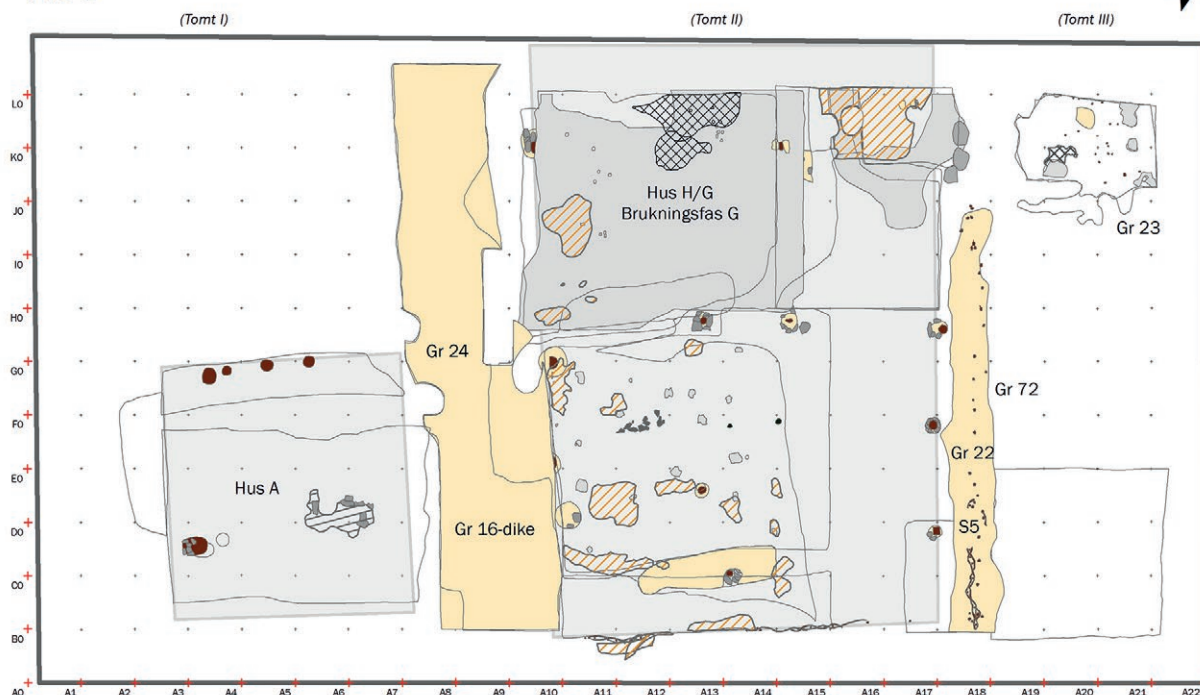 (Tomt I) (Tomt II) (Tomt III)
L0
K0
Hus H/G
Brukningsfas G
J0
Gr 23
I0
H0
Gr 24
G0
Gr 72
F0
Gr 22
E0
Hus A
Gr 16-dike
S5
D0
C0
B0
A0 A1 A2 A3 A4 A5 A6 A7 A8 A9 A10 A11 A12 A13 A14 A15 A16 A17 A18 A19 A20 A21